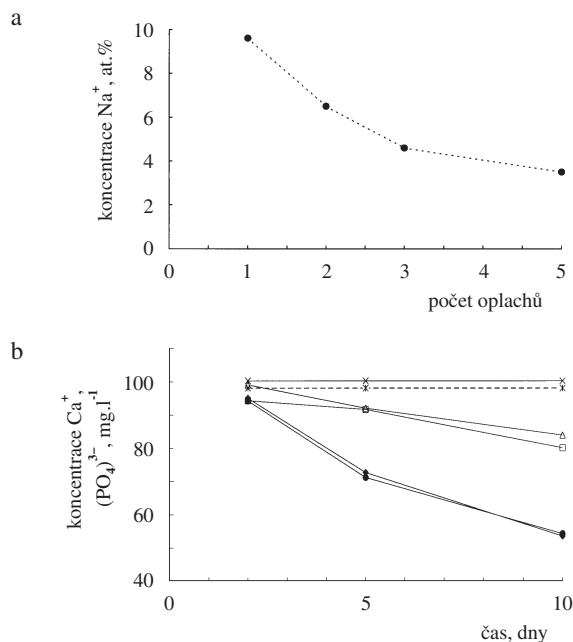 a
koncentrace Na⁺, at.%
10
8
6
4
2
0
0 1 2 3 4 5
počet oplachů
b
koncentrace Ca⁺,
(PO₄)³⁻, mg.l⁻¹
100
80
60
40
0 5 10
čas, dny